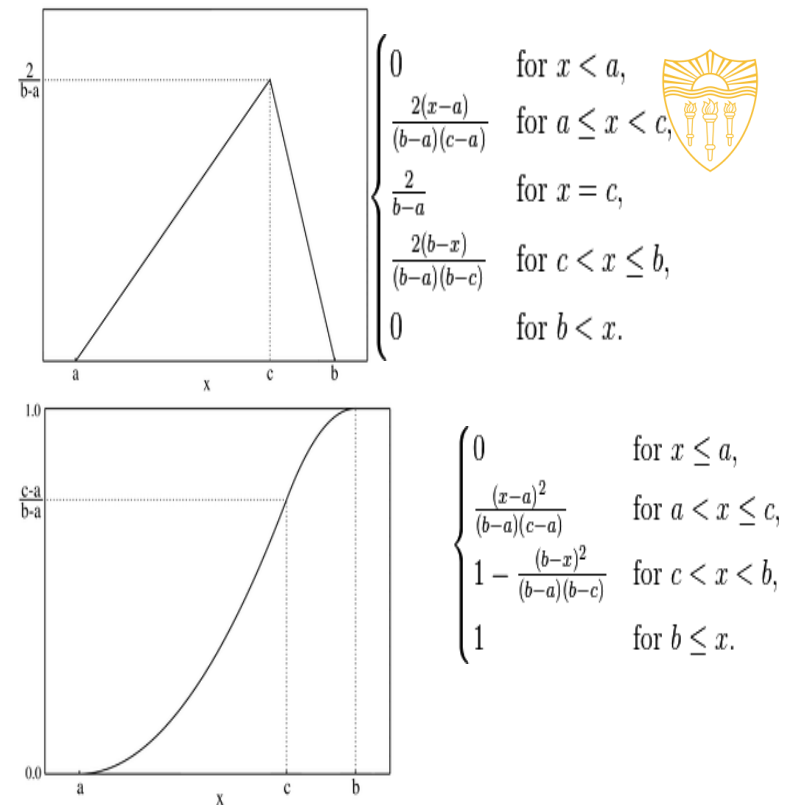 2
b-a
a
c
b
x
0 for x < a,
2(x−a)
(b−a)(c−a) for a ≤ x < c,
2
b−a for x = c,
2(b−x)
(b−a)(b−c) for c < x ≤ b,
0 for b < x.
1.0
c-a
b-a
0.0
a
c
b
x
0 for x ≤ a,
(x−a)²
(b−a)(c−a) for a < x ≤ c,
1 − (b−x)²
(b−a)(b−c) for c < x < b,
1 for b ≤ x.